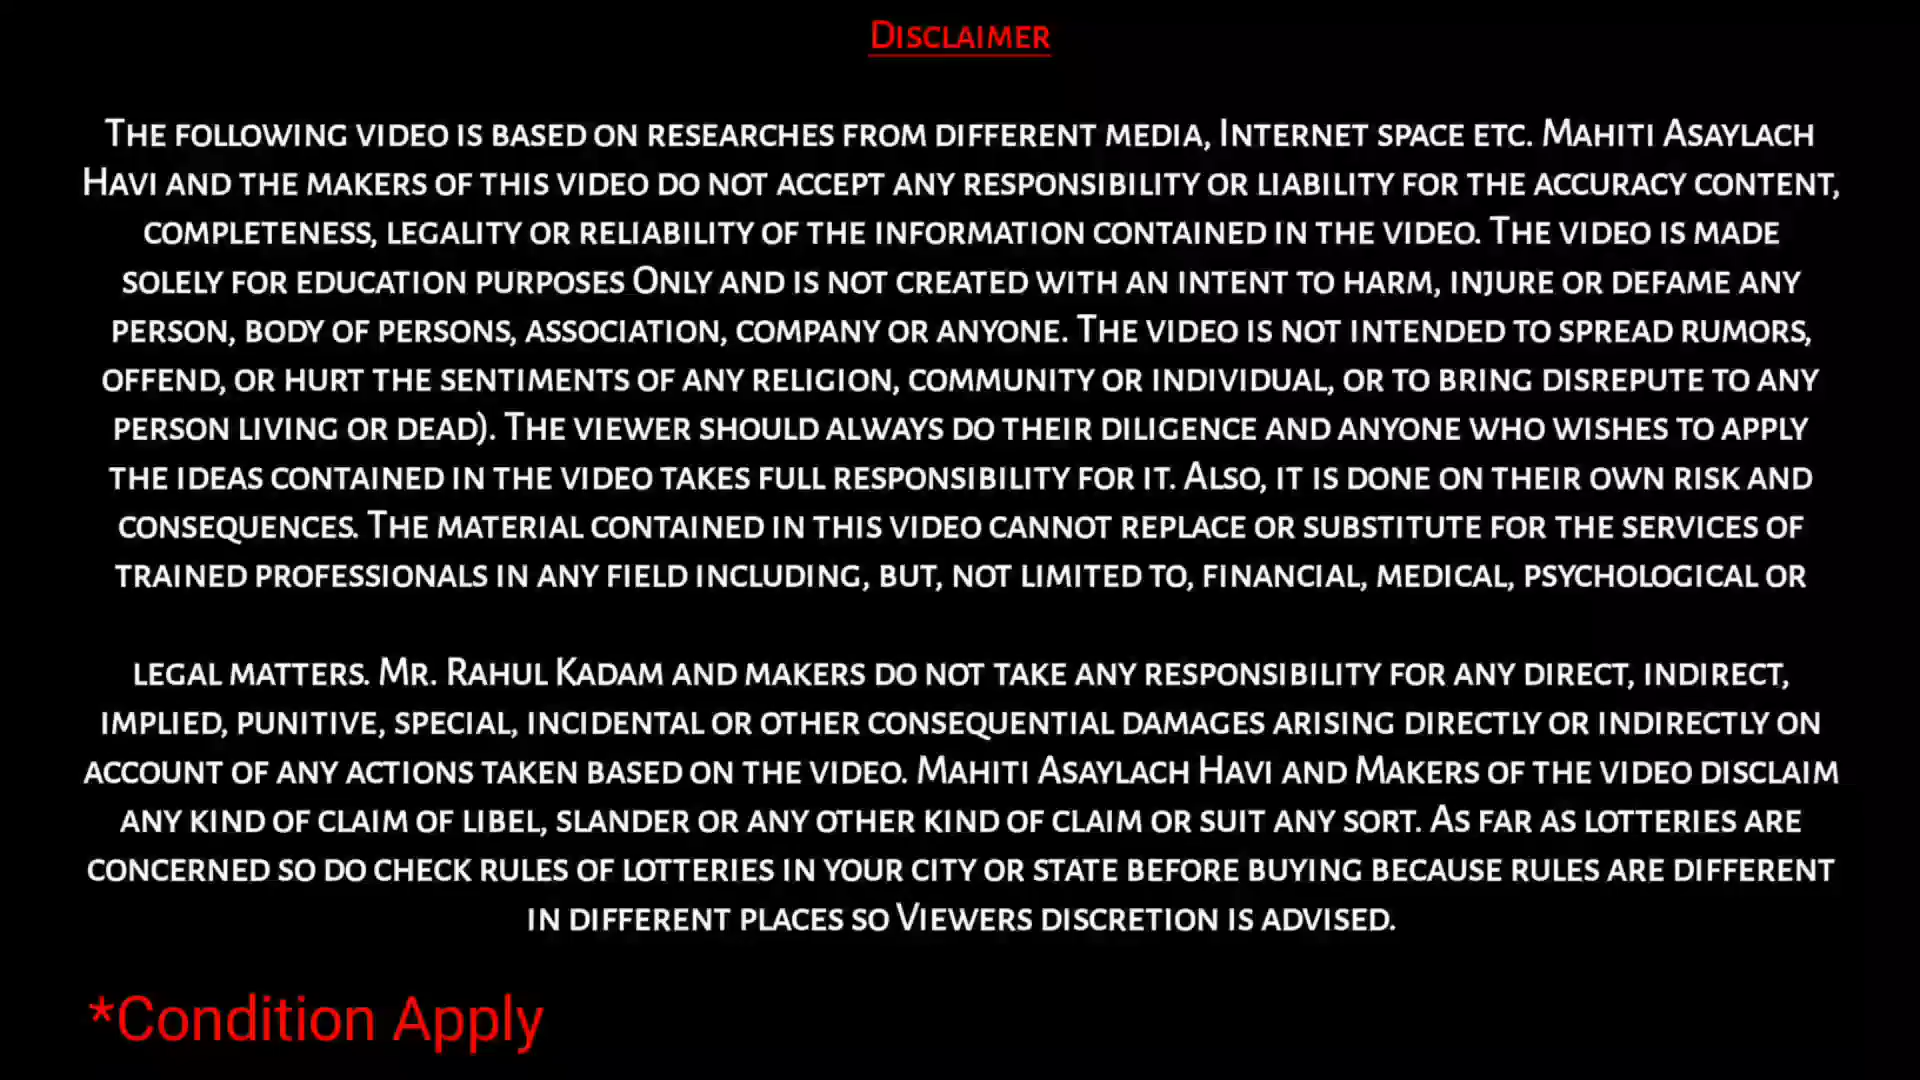 Disclaimer
The following video is based on researches from different media, Internet space etc. Mahiti Asaylach
Havi and the makers of this video do not accept any responsibility or liability for the accuracy content,
completeness, legality or reliability of the information contained in the video. The video is made
solely for education purposes Only and is not created with an intent to harm, injure or defame any
person, body of persons, association, company or anyone. The video is not intended to spread rumors,
offend, or hurt the sentiments of any religion, community or individual, or to bring disrepute to any
person living or dead). The viewer should always do their diligence and anyone who wishes to apply
the ideas contained in the video takes full responsibility for it. Also, it is done on their own risk and
consequences. The material contained in this video cannot replace or substitute for the services of
trained professionals in any field including, but, not limited to, financial, medical, psychological or
legal matters. Mr. Rahul Kadam and makers do not take any responsibility for any direct, indirect,
implied, punitive, special, incidental or other consequential damages arising directly or indirectly on
account of any actions taken based on the video. Mahiti Asaylach Havi and Makers of the video disclaim
any kind of claim of libel, slander or any other kind of claim or suit any sort. As far as lotteries are
concerned so do check rules of lotteries in your city or state before buying because rules are different
in different places so Viewers discretion is advised.
*Condition Apply